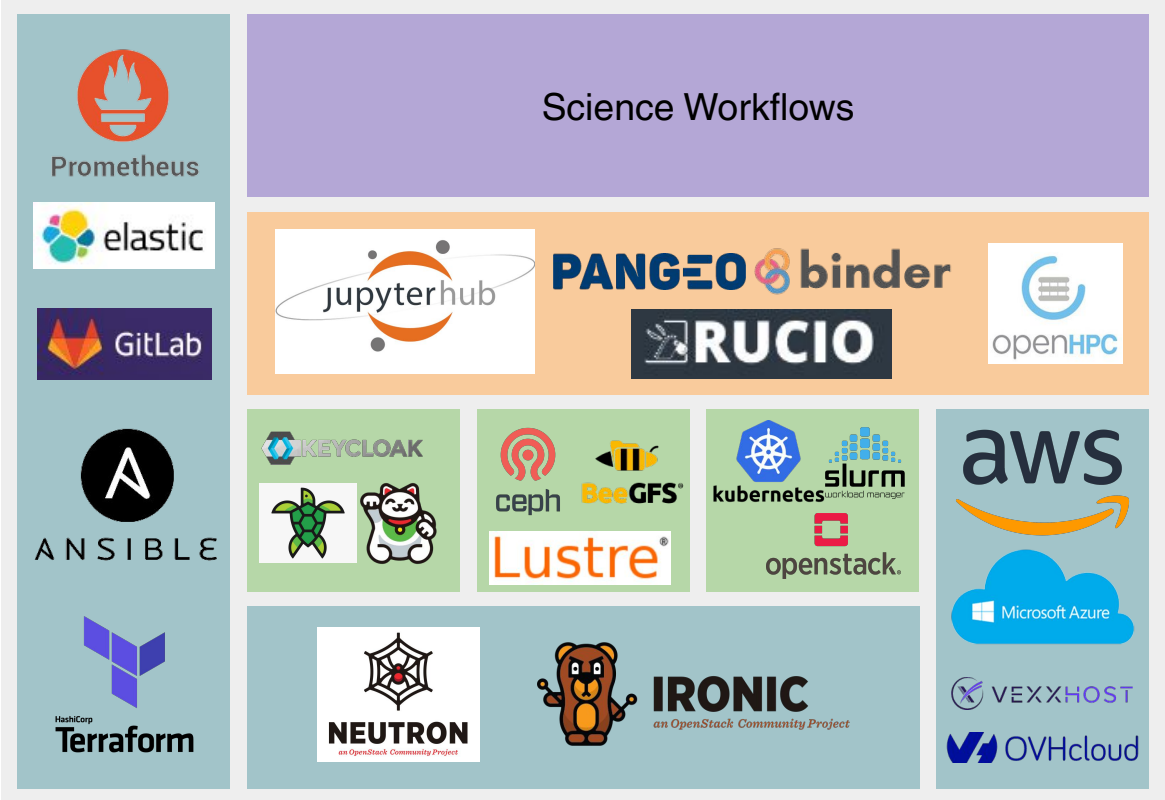 Prometheus
elastic
GitLab
ANSIBLE
HashiCorp
Terraform
Science Workflows
jupyterhub
PANGEO
binder
RUCIO
openHPC
KEYCLOAK
ceph
BeeGFS®
Lustre®
kubernetes
slurm
workload manager
openstack.
NEUTRON
an OpenStack Community Project
IRONIC
an OpenStack Community Project
aws
Microsoft Azure
VEXXHOST
OVHcloud